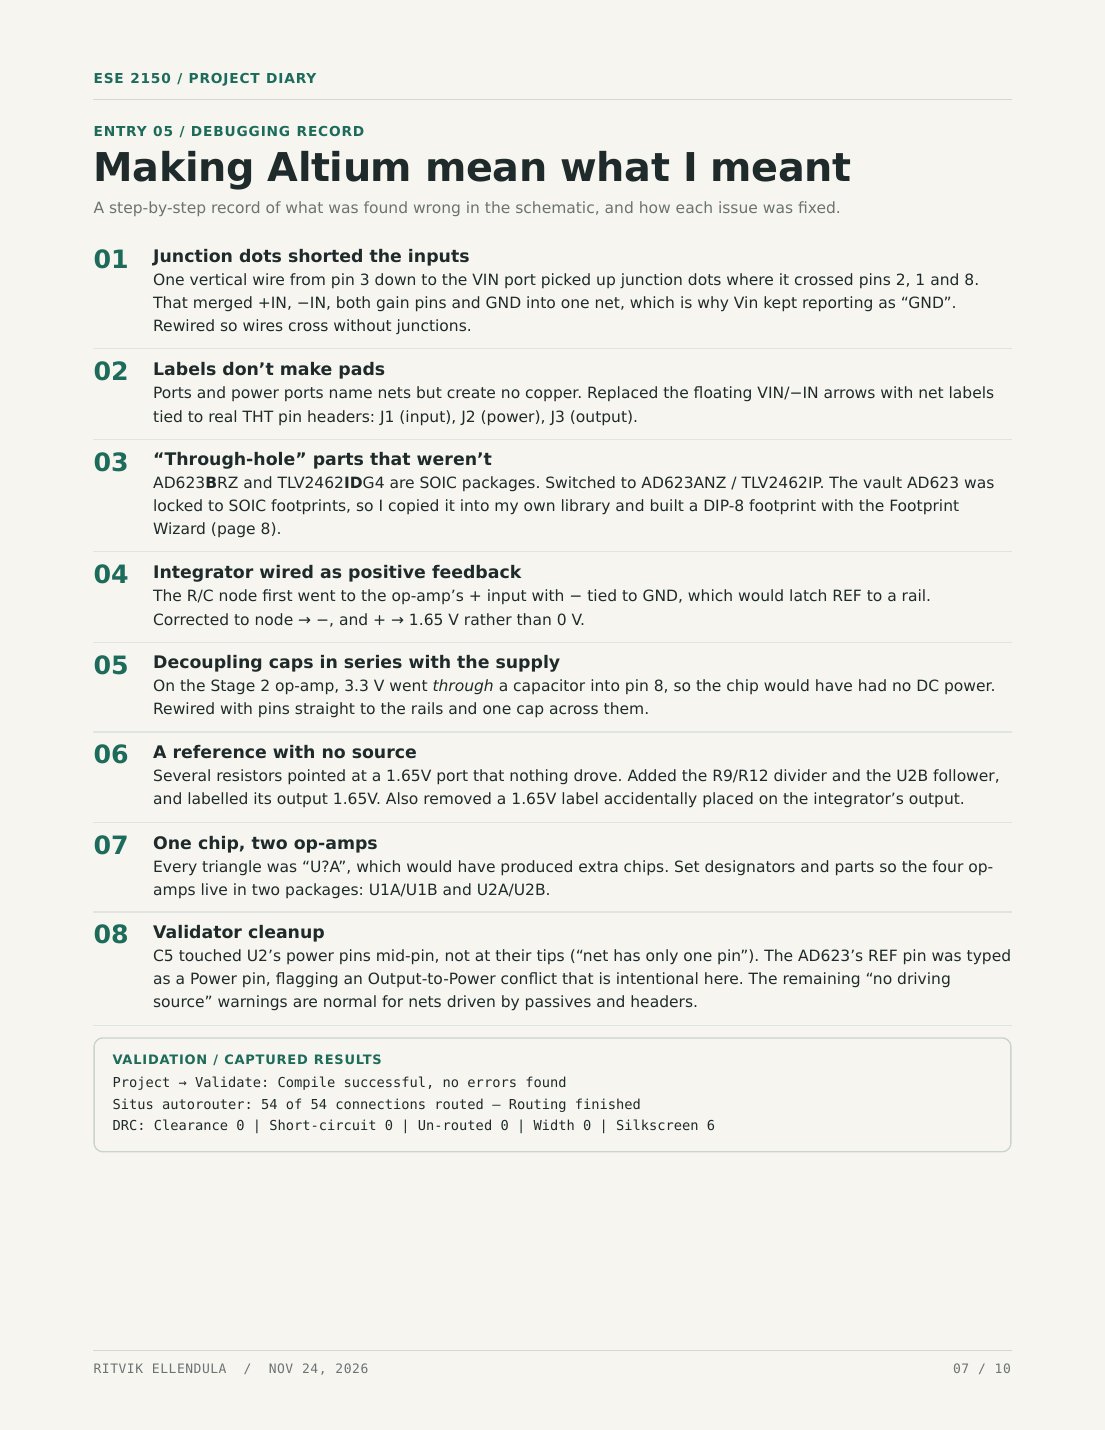 ESE 2150 / PROJECT DIARY
ENTRY 05 / DEBUGGING RECORD
Making Altium mean what I meant
A step-by-step record of what was found wrong in the schematic, and how each issue was fixed.
01
Junction dots shorted the inputs
One vertical wire from pin 3 down to the VIN port picked up junction dots where it crossed pins 2, 1 and 8.
That merged +IN, −IN, both gain pins and GND into one net, which is why Vin kept reporting as “GND”.
Rewired so wires cross without junctions.
02
Labels don’t make pads
Ports and power ports name nets but create no copper. Replaced the floating VIN/−IN arrows with net labels
tied to real THT pin headers: J1 (input), J2 (power), J3 (output).
03
“Through-hole” parts that weren’t
AD623BRZ and TLV2462IDG4 are SOIC packages. Switched to AD623ANZ / TLV2462IP. The vault AD623 was
locked to SOIC footprints, so I copied it into my own library and built a DIP-8 footprint with the Footprint
Wizard (page 8).
04
Integrator wired as positive feedback
The R/C node first went to the op-amp’s + input with − tied to GND, which would latch REF to a rail.
Corrected to node → −, and + → 1.65 V rather than 0 V.
05
Decoupling caps in series with the supply
On the Stage 2 op-amp, 3.3 V went through a capacitor into pin 8, so the chip would have had no DC power.
Rewired with pins straight to the rails and one cap across them.
06
A reference with no source
Several resistors pointed at a 1.65V port that nothing drove. Added the R9/R12 divider and the U2B follower,
and labelled its output 1.65V. Also removed a 1.65V label accidentally placed on the integrator’s output.
07
One chip, two op-amps
Every triangle was “U?A”, which would have produced extra chips. Set designators and parts so the four op-
amps live in two packages: U1A/U1B and U2A/U2B.
08
Validator cleanup
C5 touched U2’s power pins mid-pin, not at their tips (“net has only one pin”). The AD623’s REF pin was typed
as a Power pin, flagging an Output-to-Power conflict that is intentional here. The remaining “no driving
source” warnings are normal for nets driven by passives and headers.
VALIDATION / CAPTURED RESULTS
Project → Validate: Compile successful, no errors found
Situs autorouter: 54 of 54 connections routed — Routing finished
DRC: Clearance 0 | Short-circuit 0 | Un-routed 0 | Width 0 | Silkscreen 6
RITVIK ELLENDULA / NOV 24, 2026
07 / 10